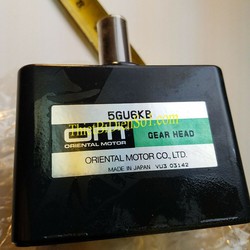 5GU6KB
OM
ORIENTAL MOTOR
GEAR HEAD
ORIENTAL MOTOR CO., LTD.
MADE IN JAPAN VU3 03142